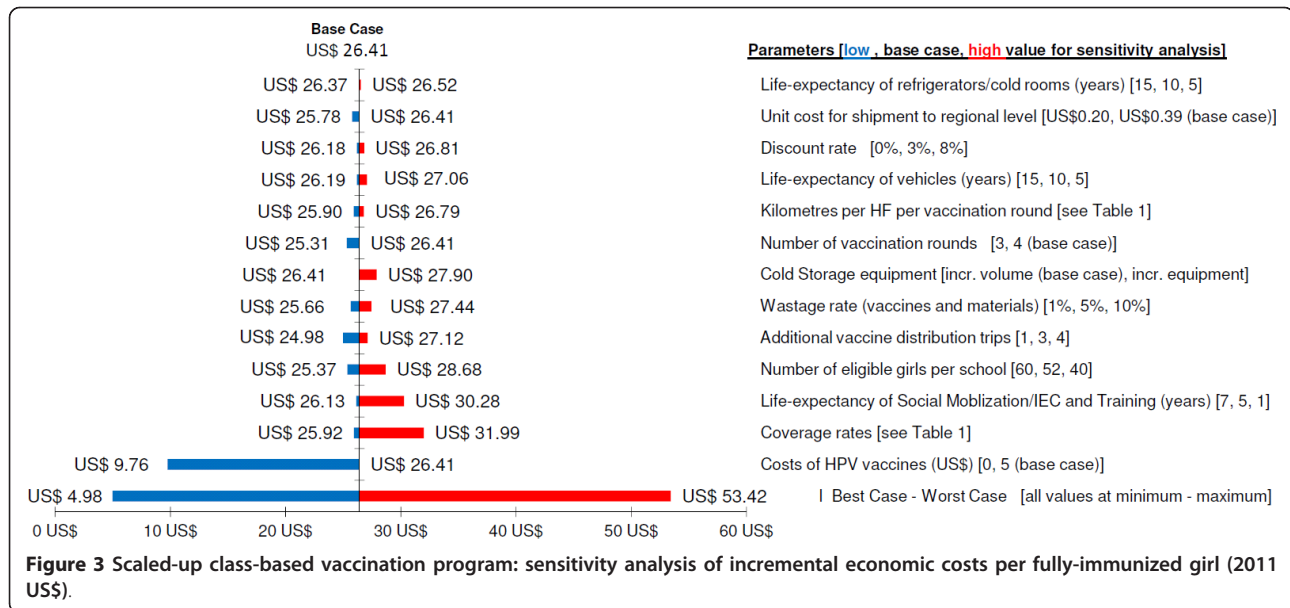 Base Case
US$ 26.41
Parameters [low , base case, high value for sensitivity analysis]
US$ 26.37 US$ 26.52 Life-expectancy of refrigerators/cold rooms (years) [15, 10, 5]
US$ 25.78 US$ 26.41 Unit cost for shipment to regional level [US$0.20, US$0.39 (base case)]
US$ 26.18 US$ 26.81 Discount rate [0%, 3%, 8%]
US$ 26.19 US$ 27.06 Life-expectancy of vehicles (years) [15, 10, 5]
US$ 25.90 US$ 26.79 Kilometres per HF per vaccination round [see Table 1]
US$ 25.31 US$ 26.41 Number of vaccination rounds [3, 4 (base case)]
US$ 26.41 US$ 27.90 Cold Storage equipment [incr. volume (base case), incr. equipment]
US$ 25.66 US$ 27.44 Wastage rate (vaccines and materials) [1%, 5%, 10%]
US$ 24.98 US$ 27.12 Additional vaccine distribution trips [1, 3, 4]
US$ 25.37 US$ 28.68 Number of eligible girls per school [60, 52, 40]
US$ 26.13 US$ 30.28 Life-expectancy of Social Moblization/IEC and Training (years) [7, 5, 1]
US$ 25.92 US$ 31.99 Coverage rates [see Table 1]
US$ 9.76 US$ 26.41 Costs of HPV vaccines (US$) [0, 5 (base case)]
US$ 4.98 US$ 53.42 I Best Case - Worst Case [all values at minimum - maximum]
0 US$ 10 US$ 20 US$ 30 US$ 40 US$ 50 US$ 60 US$
Figure 3 Scaled-up class-based vaccination program: sensitivity analysis of incremental economic costs per fully-immunized girl (2011
US$).